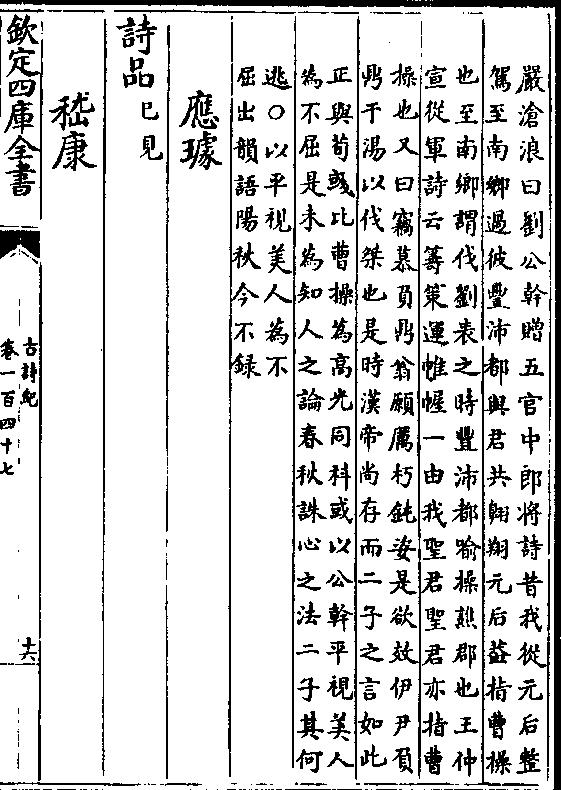 嚴滄浪曰劉公幹贈五官中郎將詩昔我從元后整
駕至南鄉過彼豐沛都與君共翱翔元后葢指曹操
也至南鄉謂伐劉表之時豐沛都喻操譙郡也王仲
宣從軍詩云籌策運帷幄一由我聖君聖君亦指曹
操也又曰竊慕負鼎翁願厲朽鈍姿是欲效伊尹負
鼎干湯以伐桀也是時漢帝尚存而二子之言如此
正與荀彧比曹操為高光同科或以公幹平視美人
為不屈是未為知人之論春秋誅心之法二子其何
逃○以平視美人為不
屈出韻語陽秋今不録
應璩
詩品已見
嵇康
欽定四庫全書
古詩紀
卷一百四十七
十六